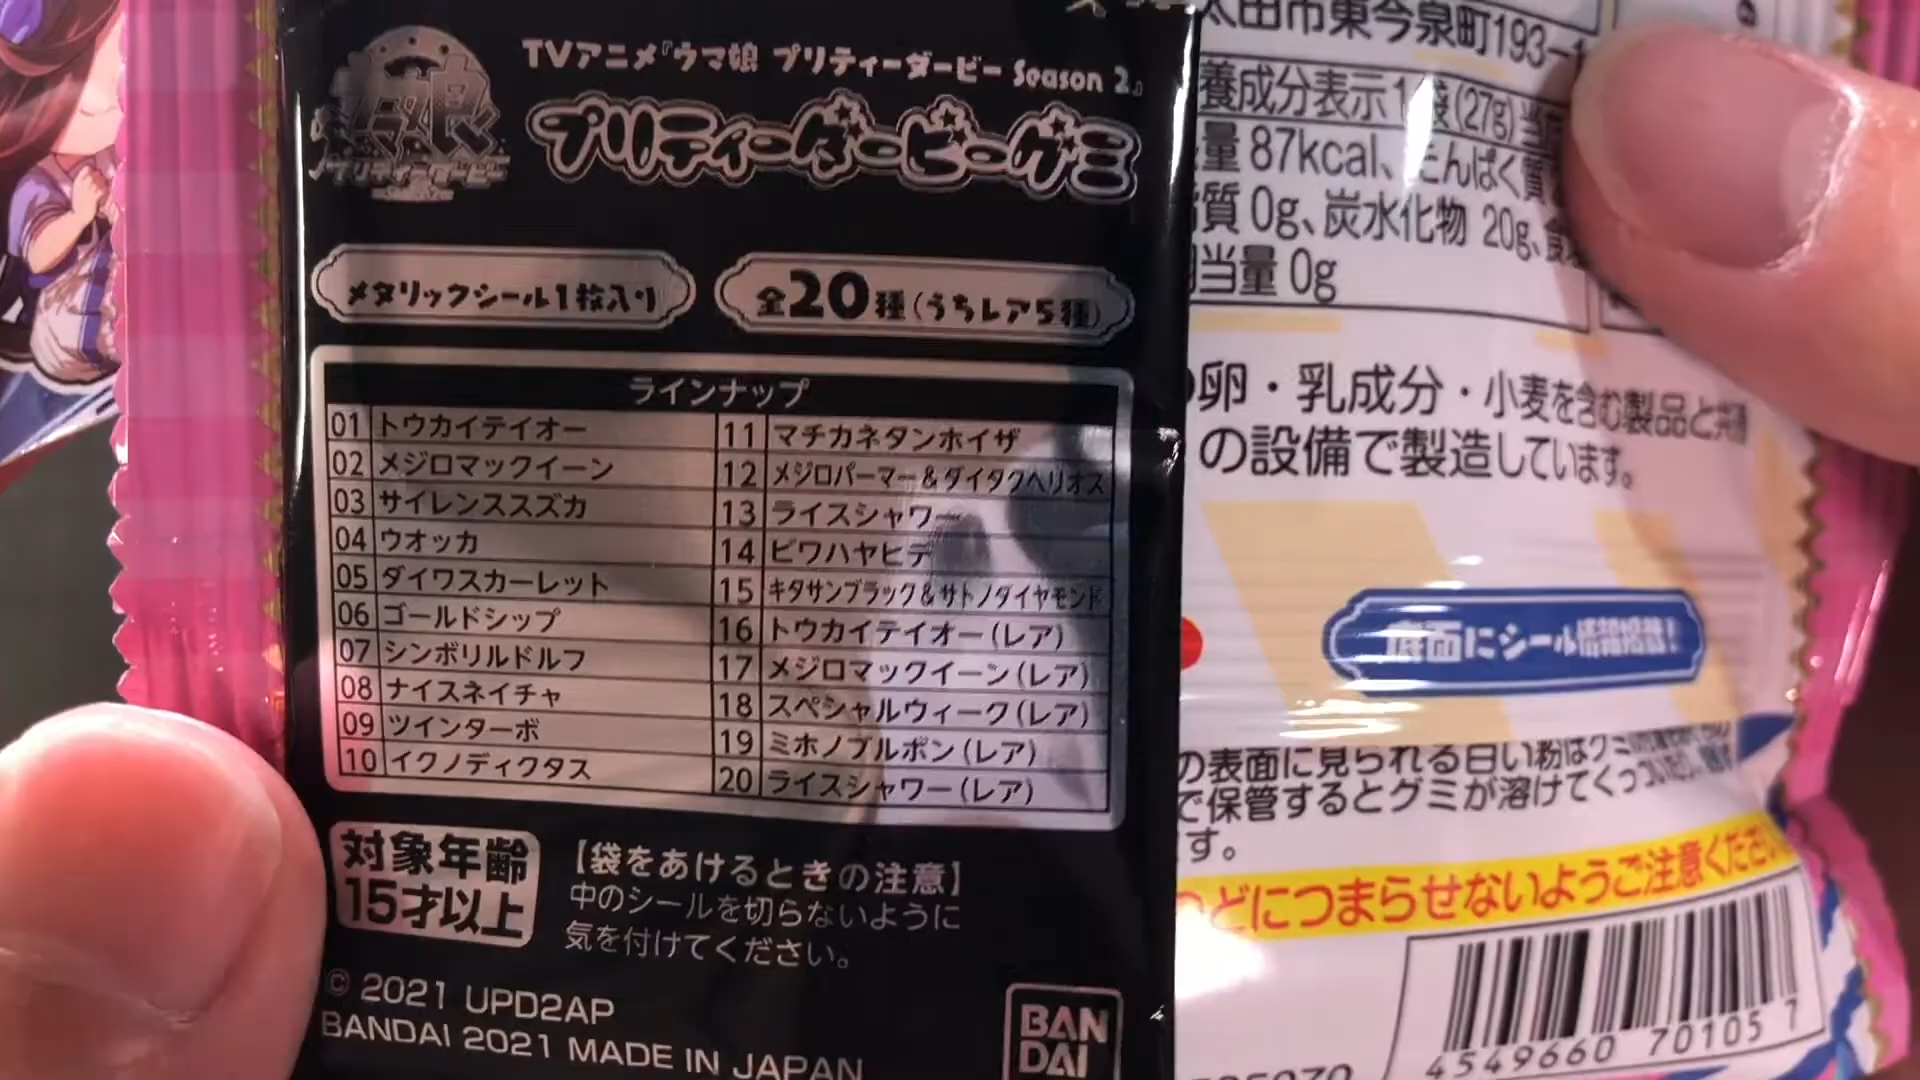 TVアニメ『ウマ娘 プリティーダービー Season 2』
プリティーダービーグミ
メタリックシール1枚入り
全20種(うちレア5種)
ラインナップ
01 トウカイテイオー
02 メジロマックイーン
03 サイレンススズカ
04 ウオッカ
05 ダイワスカーレット
06 ゴールドシップ
07 シンボリルドルフ
08 ナイスネイチャ
09 ツインターボ
10 イクノディクタス
11 マチカネタンホイザ
12 メジロパーマー&ダイタクヘリオス
13 ライスシャワー
14 ビワハヤヒデ
15 キタサンブラック&サトノダイヤモンド
16 トウカイテイオー(レア)
17 メジロマックイーン(レア)
18 スペシャルウィーク(レア)
19 ミホノブルボン(レア)
20 ライスシャワー(レア)
対象年齢
15才以上
【袋をあけるときの注意】
中のシールを切らないように
気を付けてください。
© 2021 UPD2AP
BANDAI 2021 MADE IN JAPAN
BAN
DAI
太田市東今泉町193-1
養成分表示1袋(27g)当
量 87kcal、たんぱく質
質 0g、炭水化物 20g、食
当量 0g
卵・乳成分・小麦を含む製品と共通
の設備で製造しています。
底面にシール情報掲載!
の表面に見られる白い粉はグミ
で保管するとグミが溶けてくっついたり
す。
のどにつまらせないようご注意ください
4549660 70105 7